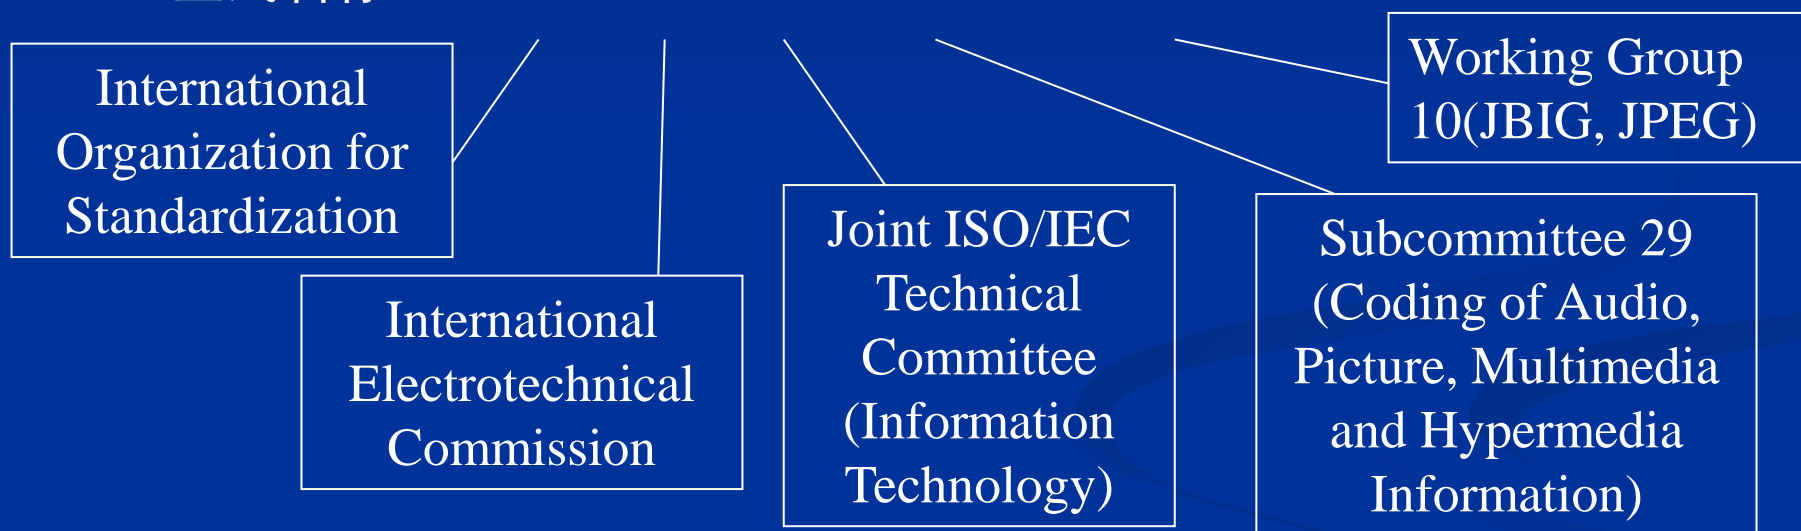 International
Organization for
Standardization
International
Electrotechnical
Commission
Joint ISO/IEC
Technical
Committee
(Information
Technology)
Working Group
10(JBIG, JPEG)
Subcommittee 29
(Coding of Audio,
Picture, Multimedia
and Hypermedia
Information)